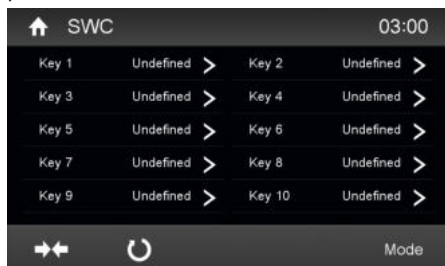 SWC 03:00
Key 1 Undefined Key 2 Undefined
Key 3 Undefined Key 4 Undefined
Key 5 Undefined Key 6 Undefined
Key 7 Undefined Key 8 Undefined
Key 9 Undefined Key 10 Undefined
Mode